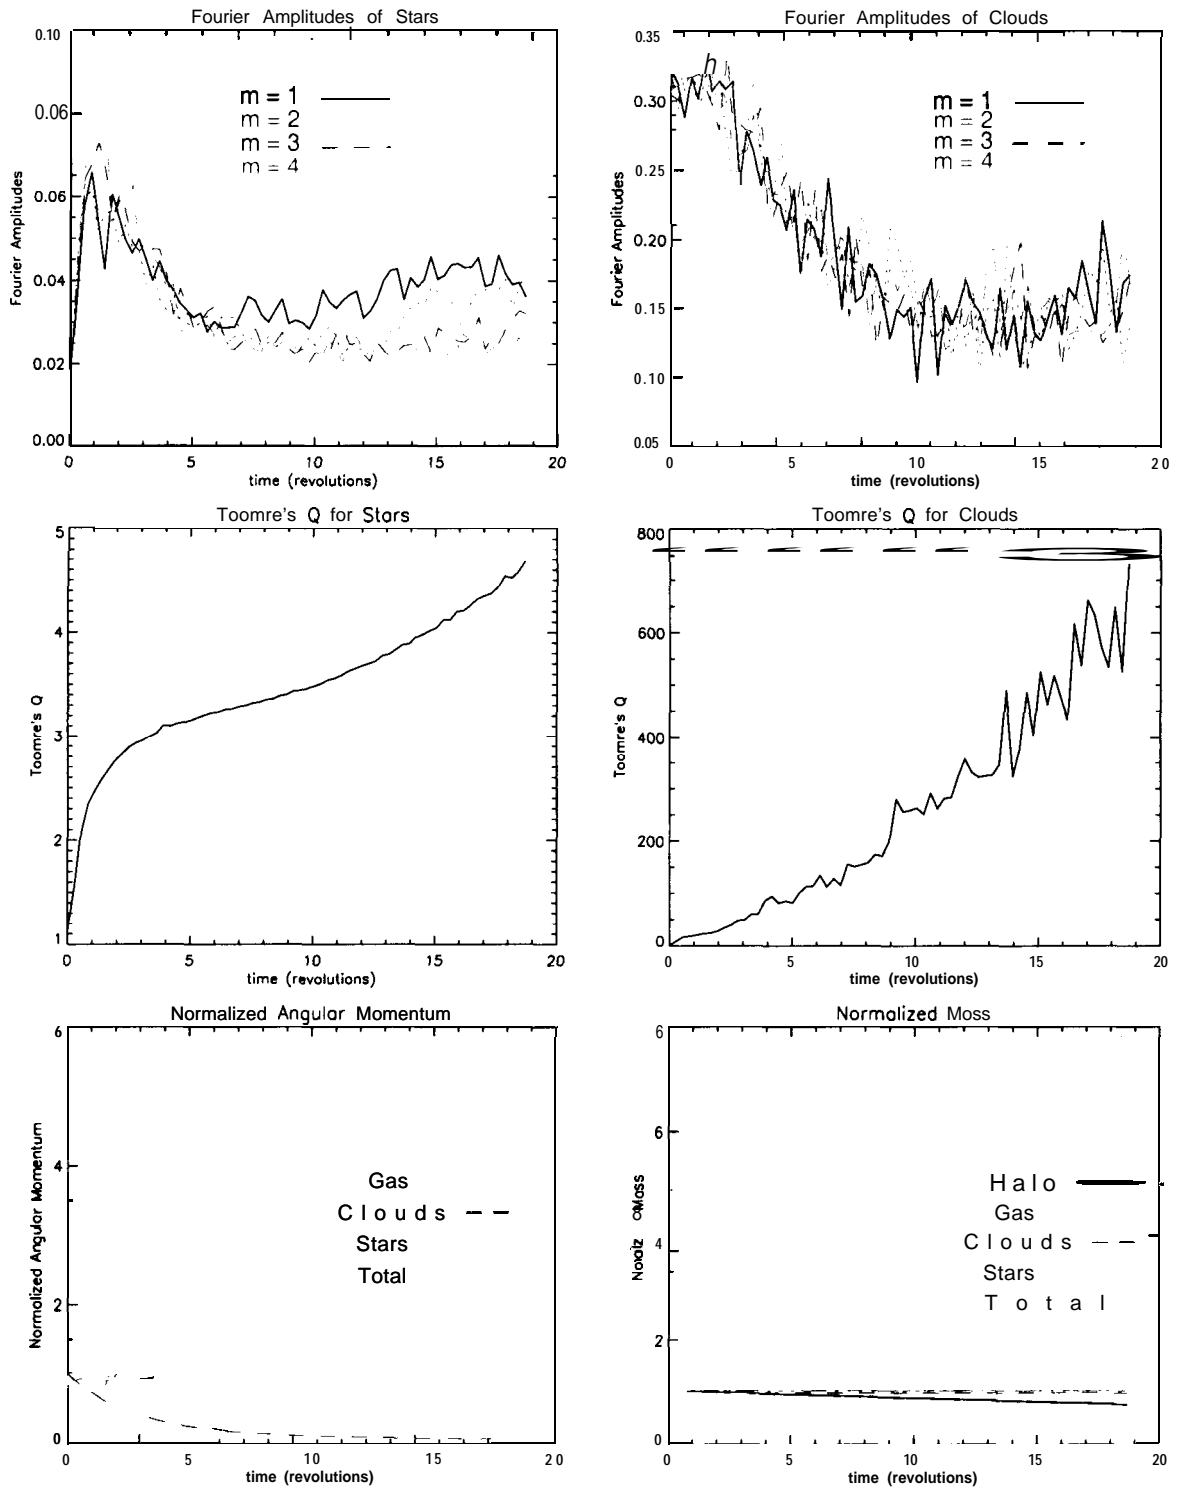 Fourier Amplitudes of Stars
0.10
0.06
0.06
0.04
0.02
0.00
Fourier Amplitudes
m = 1
m = 2
m = 3
m = 4
0 5 10 15 20
time (revolutions)
Fourier Amplitudes of Clouds
0.35
0.30
0.25
0.20
0.15
0.10
0.05
Fourier Amplitudes
h
m = 1
m = 2
m = 3
m = 4
0 5 10 15 20
time (revolutions)
Toomre's Q for Stars
5
4
3
2
1
Toomre's Q
0 5 10 15 20
time (revolutions)
Toomre's Q for Clouds
800
600
400
200
0
Toomre's Q
0 5 10 15 20
time (revolutions)
Normalized Angular Momentum
6
4
2
0
Normalized Angular Momentum
Gas
Clouds
Stars
Total
0 5 10 15 20
time (revolutions)
Normalized Moss
6
6
4
2
0
Mass
Halo
Gas
Clouds
Stars
Total
0 5 10 15 20
time (revolutions)